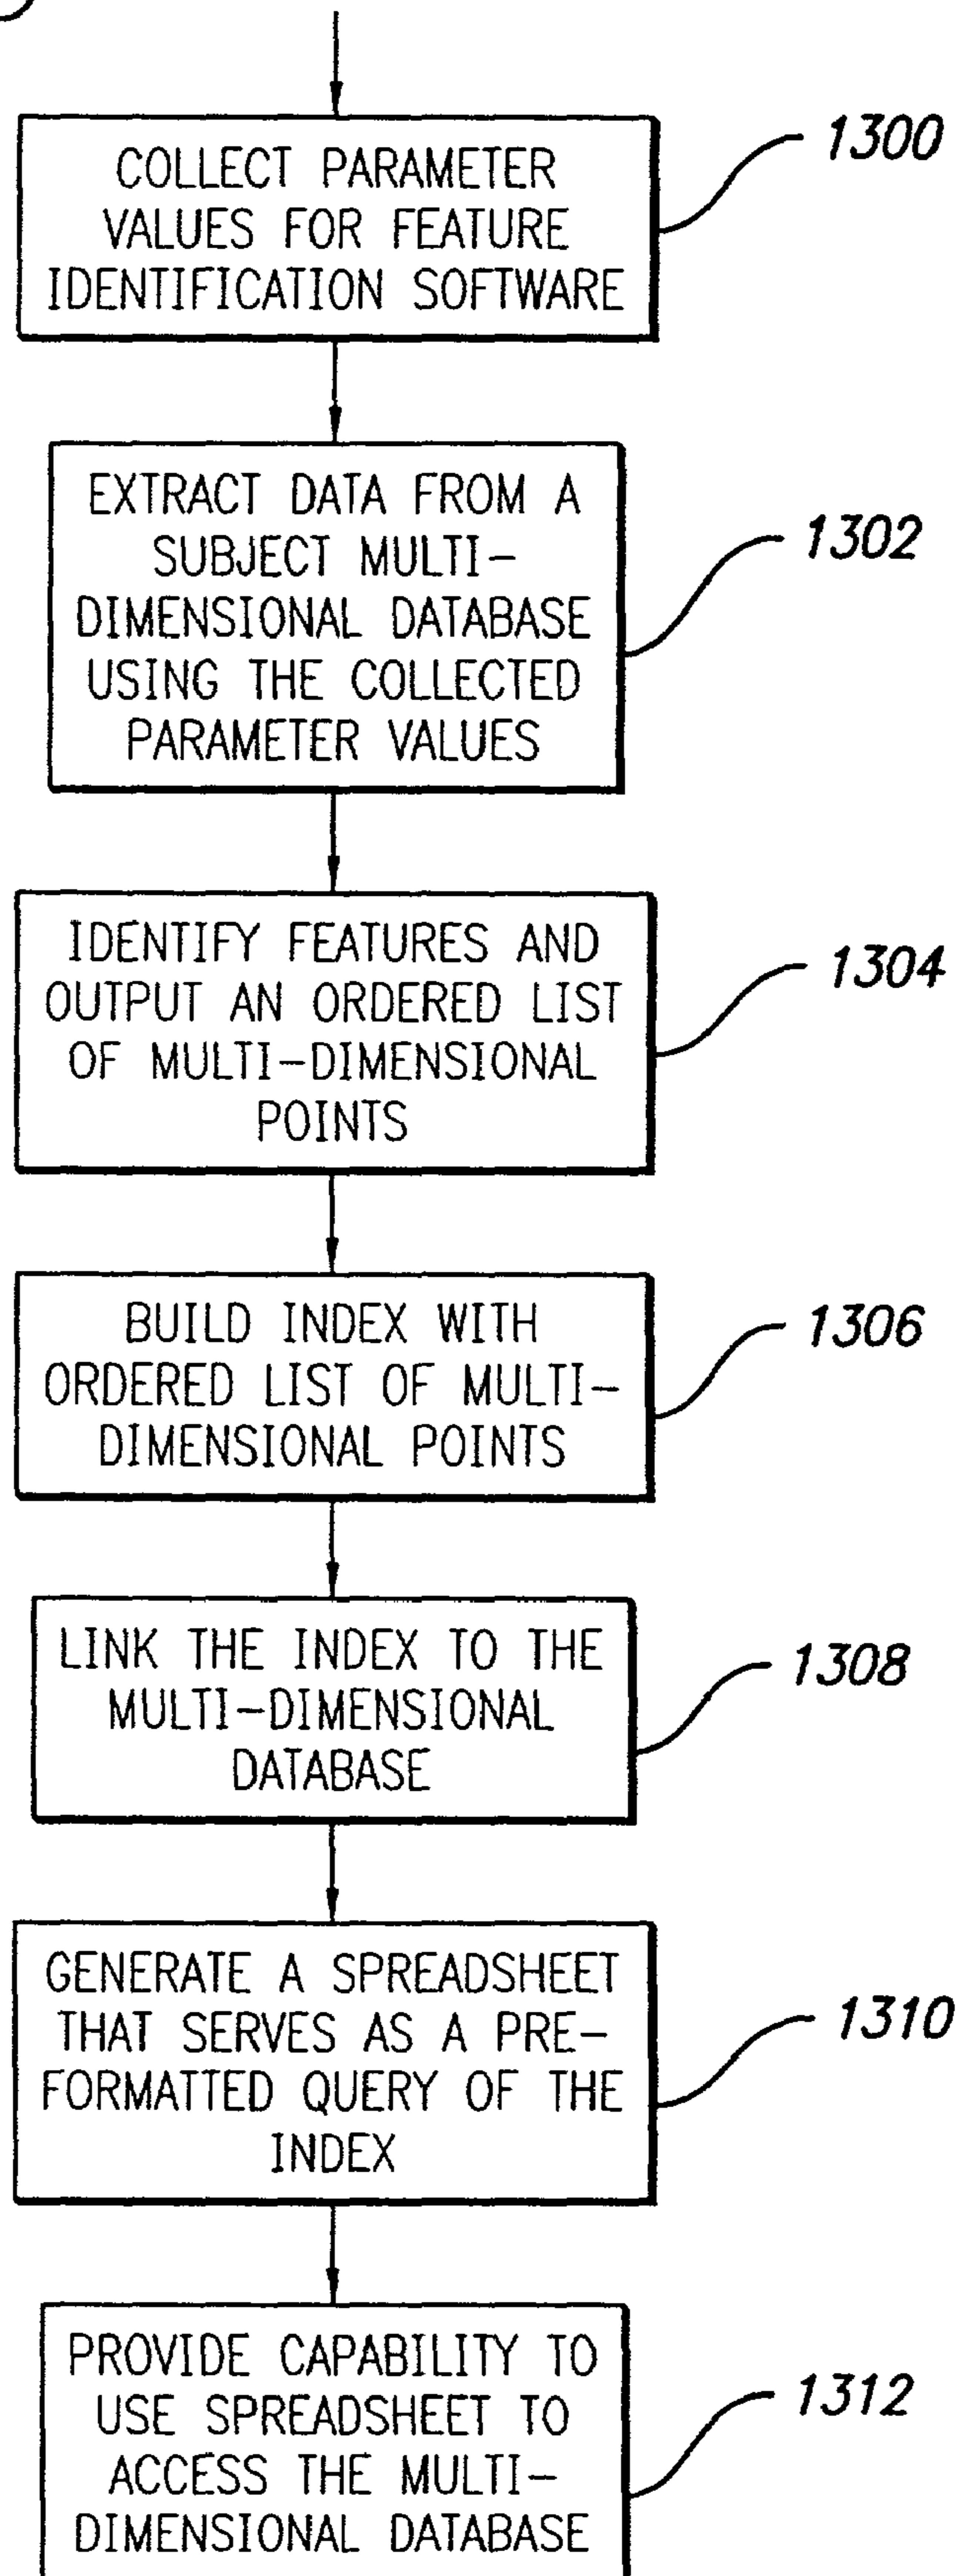 COLLECT PARAMETER
VALUES FOR FEATURE
IDENTIFICATION SOFTWARE
1300
EXTRACT DATA FROM A
SUBJECT MULTI-
DIMENSIONAL DATABASE
USING THE COLLECTED
PARAMETER VALUES
1302
IDENTIFY FEATURES AND
OUTPUT AN ORDERED LIST
OF MULTI-DIMENSIONAL
POINTS
1304
BUILD INDEX WITH
ORDERED LIST OF MULTI-
DIMENSIONAL POINTS
1306
LINK THE INDEX TO THE
MULTI-DIMENSIONAL
DATABASE
1308
GENERATE A SPREADSHEET
THAT SERVES AS A PRE-
FORMATTED QUERY OF THE
INDEX
1310
PROVIDE CAPABILITY TO
USE SPREADSHEET TO
ACCESS THE MULTI-
DIMENSIONAL DATABASE
1312